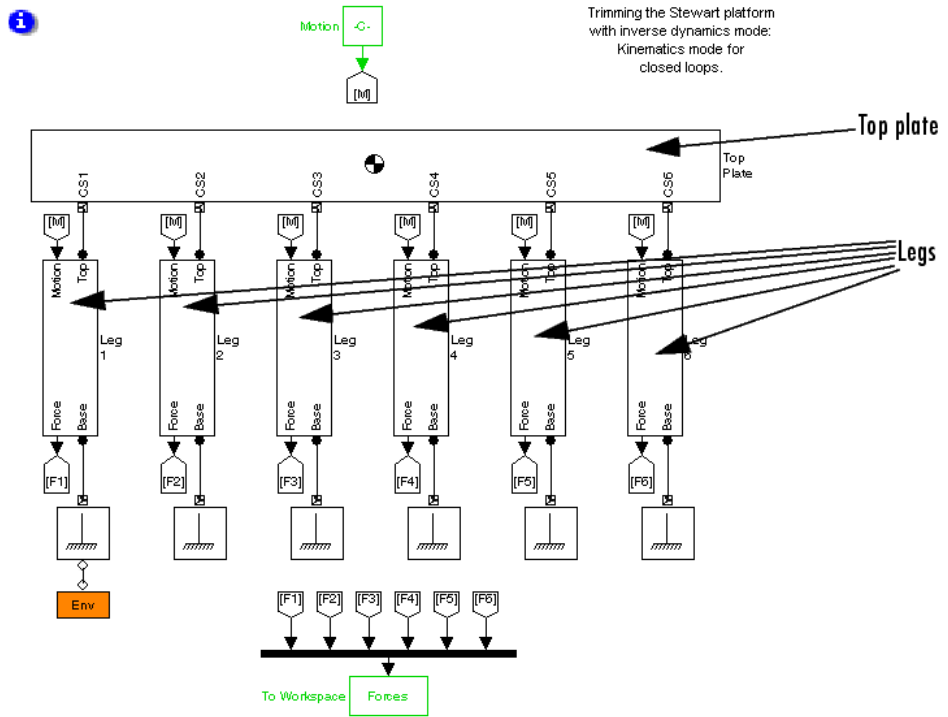 i
Motion
-C-
[M]
Trimming the Stewart platform
with inverse dynamics mode:
Kinematics mode for
closed loops.
Top plate
Top
Plate
CS1 CS2 CS3 CS4 CS5 CS6
[M] [M] [M] [M] [M] [M]
Motion Top Motion Top Motion Top Motion Top Motion Top Motion Top
Legs
Leg Leg Leg Leg Leg Leg
1 2 3 4 5 6
Force Base Force Base Force Base Force Base Force Base Force Base
[F1] [F2] [F3] [F4] [F5] [F6]
Env
[F1] [F2] [F3] [F4] [F5] [F6]
To Workspace
Forces